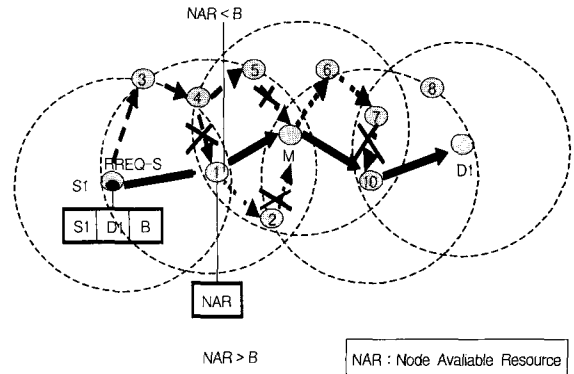 NAR < B
3
4
5
6
7
8
RREQ-S
S1
1
M
2
10
D1
S1 D1 B
NAR
NAR > B
NAR : Node Avaliable Resource